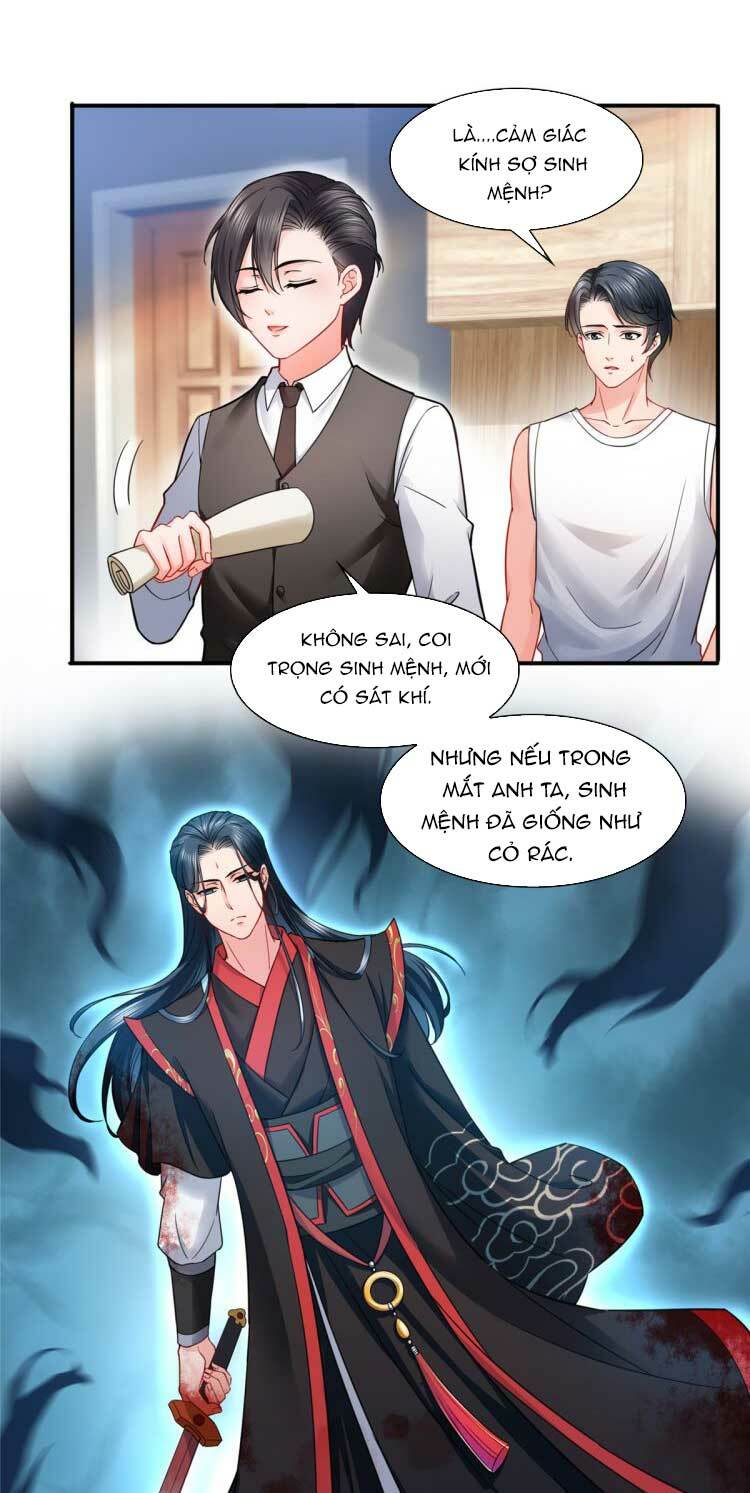 LÀ....CẢM GIÁC
KÍNH SỢ SINH
MỆNH?
KHÔNG SAI, COI
TRỌNG SINH MỆNH, MỚI
CÓ SÁT KHÍ.
NHƯNG NẾU TRONG
MẮT ANH TA, SINH
MỆNH ĐÃ GIỐNG NHƯ
CỎ RÁC.